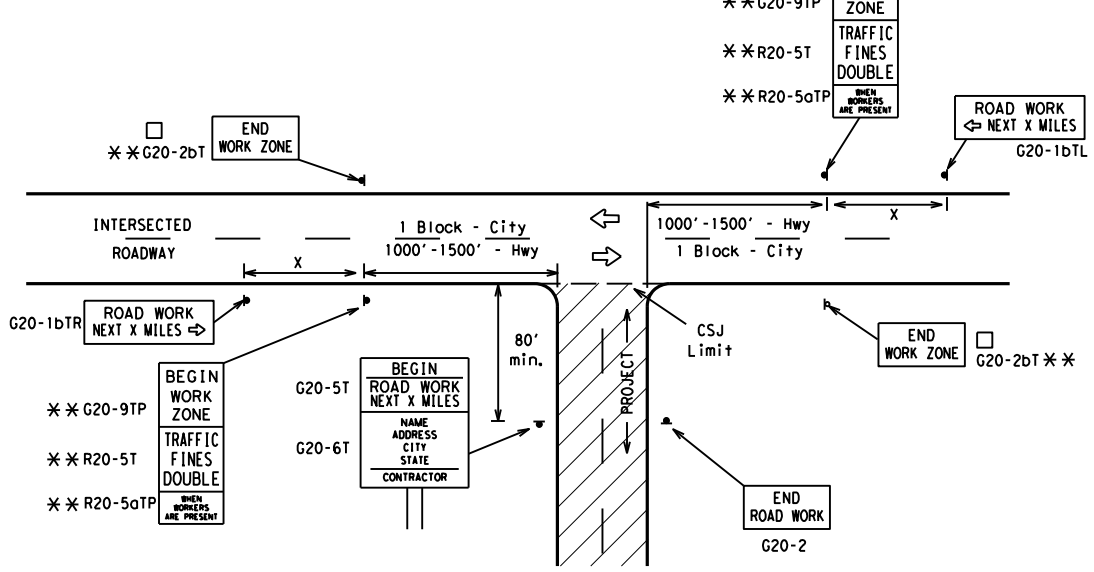 **G20-9TP
ZONE
**R20-5T
TRAFFIC
FINES
DOUBLE
**R20-5aTP
WHEN
WORKERS
ARE PRESENT
ROAD WORK
⇦ NEXT X MILES
G20-1bTL
□
**G20-2bT
END
WORK ZONE
INTERSECTED
ROADWAY
1 Block - City
1000'-1500' - Hwy
1000'-1500' - Hwy
1 Block - City
X
X
G20-1bTR
ROAD WORK
NEXT X MILES ⇨
80'
min.
CSJ
Limit
PROJECT
END
WORK ZONE
□
G20-2bT**
BEGIN
WORK
ZONE
**G20-9TP
TRAFFIC
FINES
DOUBLE
**R20-5T
WHEN
WORKERS
ARE PRESENT
**R20-5aTP
G20-5T
BEGIN
ROAD WORK
NEXT X MILES
G20-6T
NAME
ADDRESS
CITY
STATE
CONTRACTOR
END
ROAD WORK
G20-2